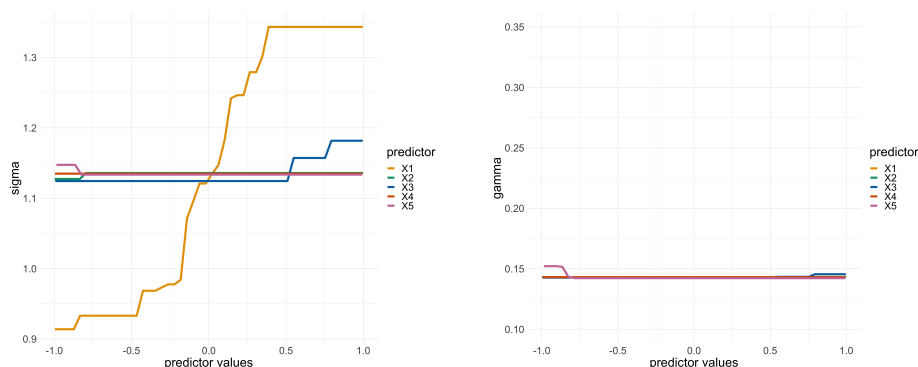 sigma
1.3
1.2
1.1
1.0
0.9
-1.0 -0.5 0.0 0.5 1.0
predictor values
predictor
X1
X2
X3
X4
X5
gamma
0.35
0.30
0.25
0.20
0.15
0.10
-1.0 -0.5 0.0 0.5 1.0
predictor values
predictor
X1
X2
X3
X4
X5